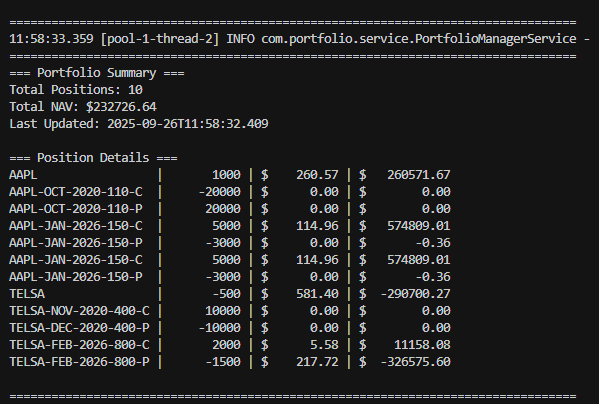 ==========================================================================
11:58:33.359 [pool-1-thread-2] INFO com.portfolio.service.PortfolioManagerService -
==========================================================================
=== Portfolio Summary ===
Total Positions: 10
Total NAV: $232726.64
Last Updated: 2025-09-26T11:58:32.409
=== Position Details ===
AAPL | 1000 | $ 260.57 | $ 260571.67
AAPL-OCT-2020-110-C | -20000 | $ 0.00 | $ 0.00
AAPL-OCT-2020-110-P | 20000 | $ 0.00 | $ 0.00
AAPL-JAN-2026-150-C | 5000 | $ 114.96 | $ 574809.01
AAPL-JAN-2026-150-P | -3000 | $ 0.00 | $ -0.36
AAPL-JAN-2026-150-C | 5000 | $ 114.96 | $ 574809.01
AAPL-JAN-2026-150-P | -3000 | $ 0.00 | $ -0.36
TELSA | -500 | $ 581.40 | $ -290700.27
TELSA-NOV-2020-400-C | 10000 | $ 0.00 | $ 0.00
TELSA-DEC-2020-400-P | -10000 | $ 0.00 | $ 0.00
TELSA-FEB-2026-800-C | 2000 | $ 5.58 | $ 11158.08
TELSA-FEB-2026-800-P | -1500 | $ 217.72 | $ -326575.60
==========================================================================